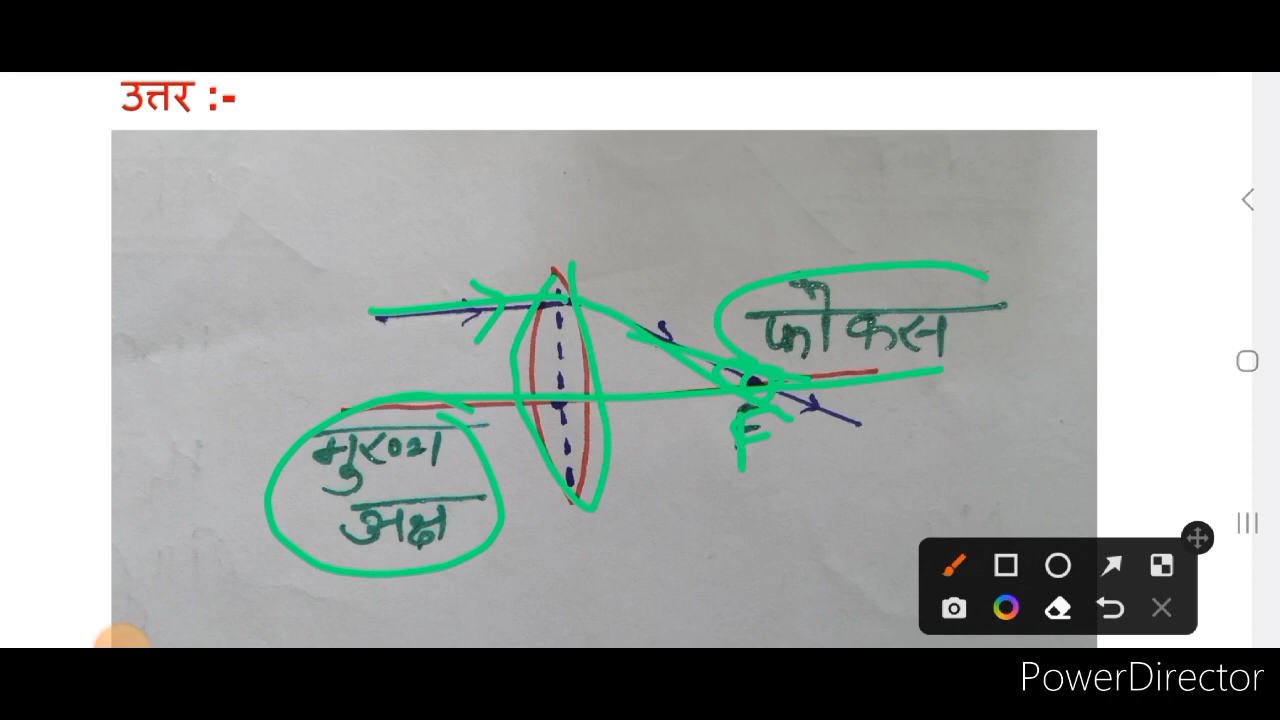 उत्तर :-
फोकस
मुख्य
अक्ष
F
PowerDirector